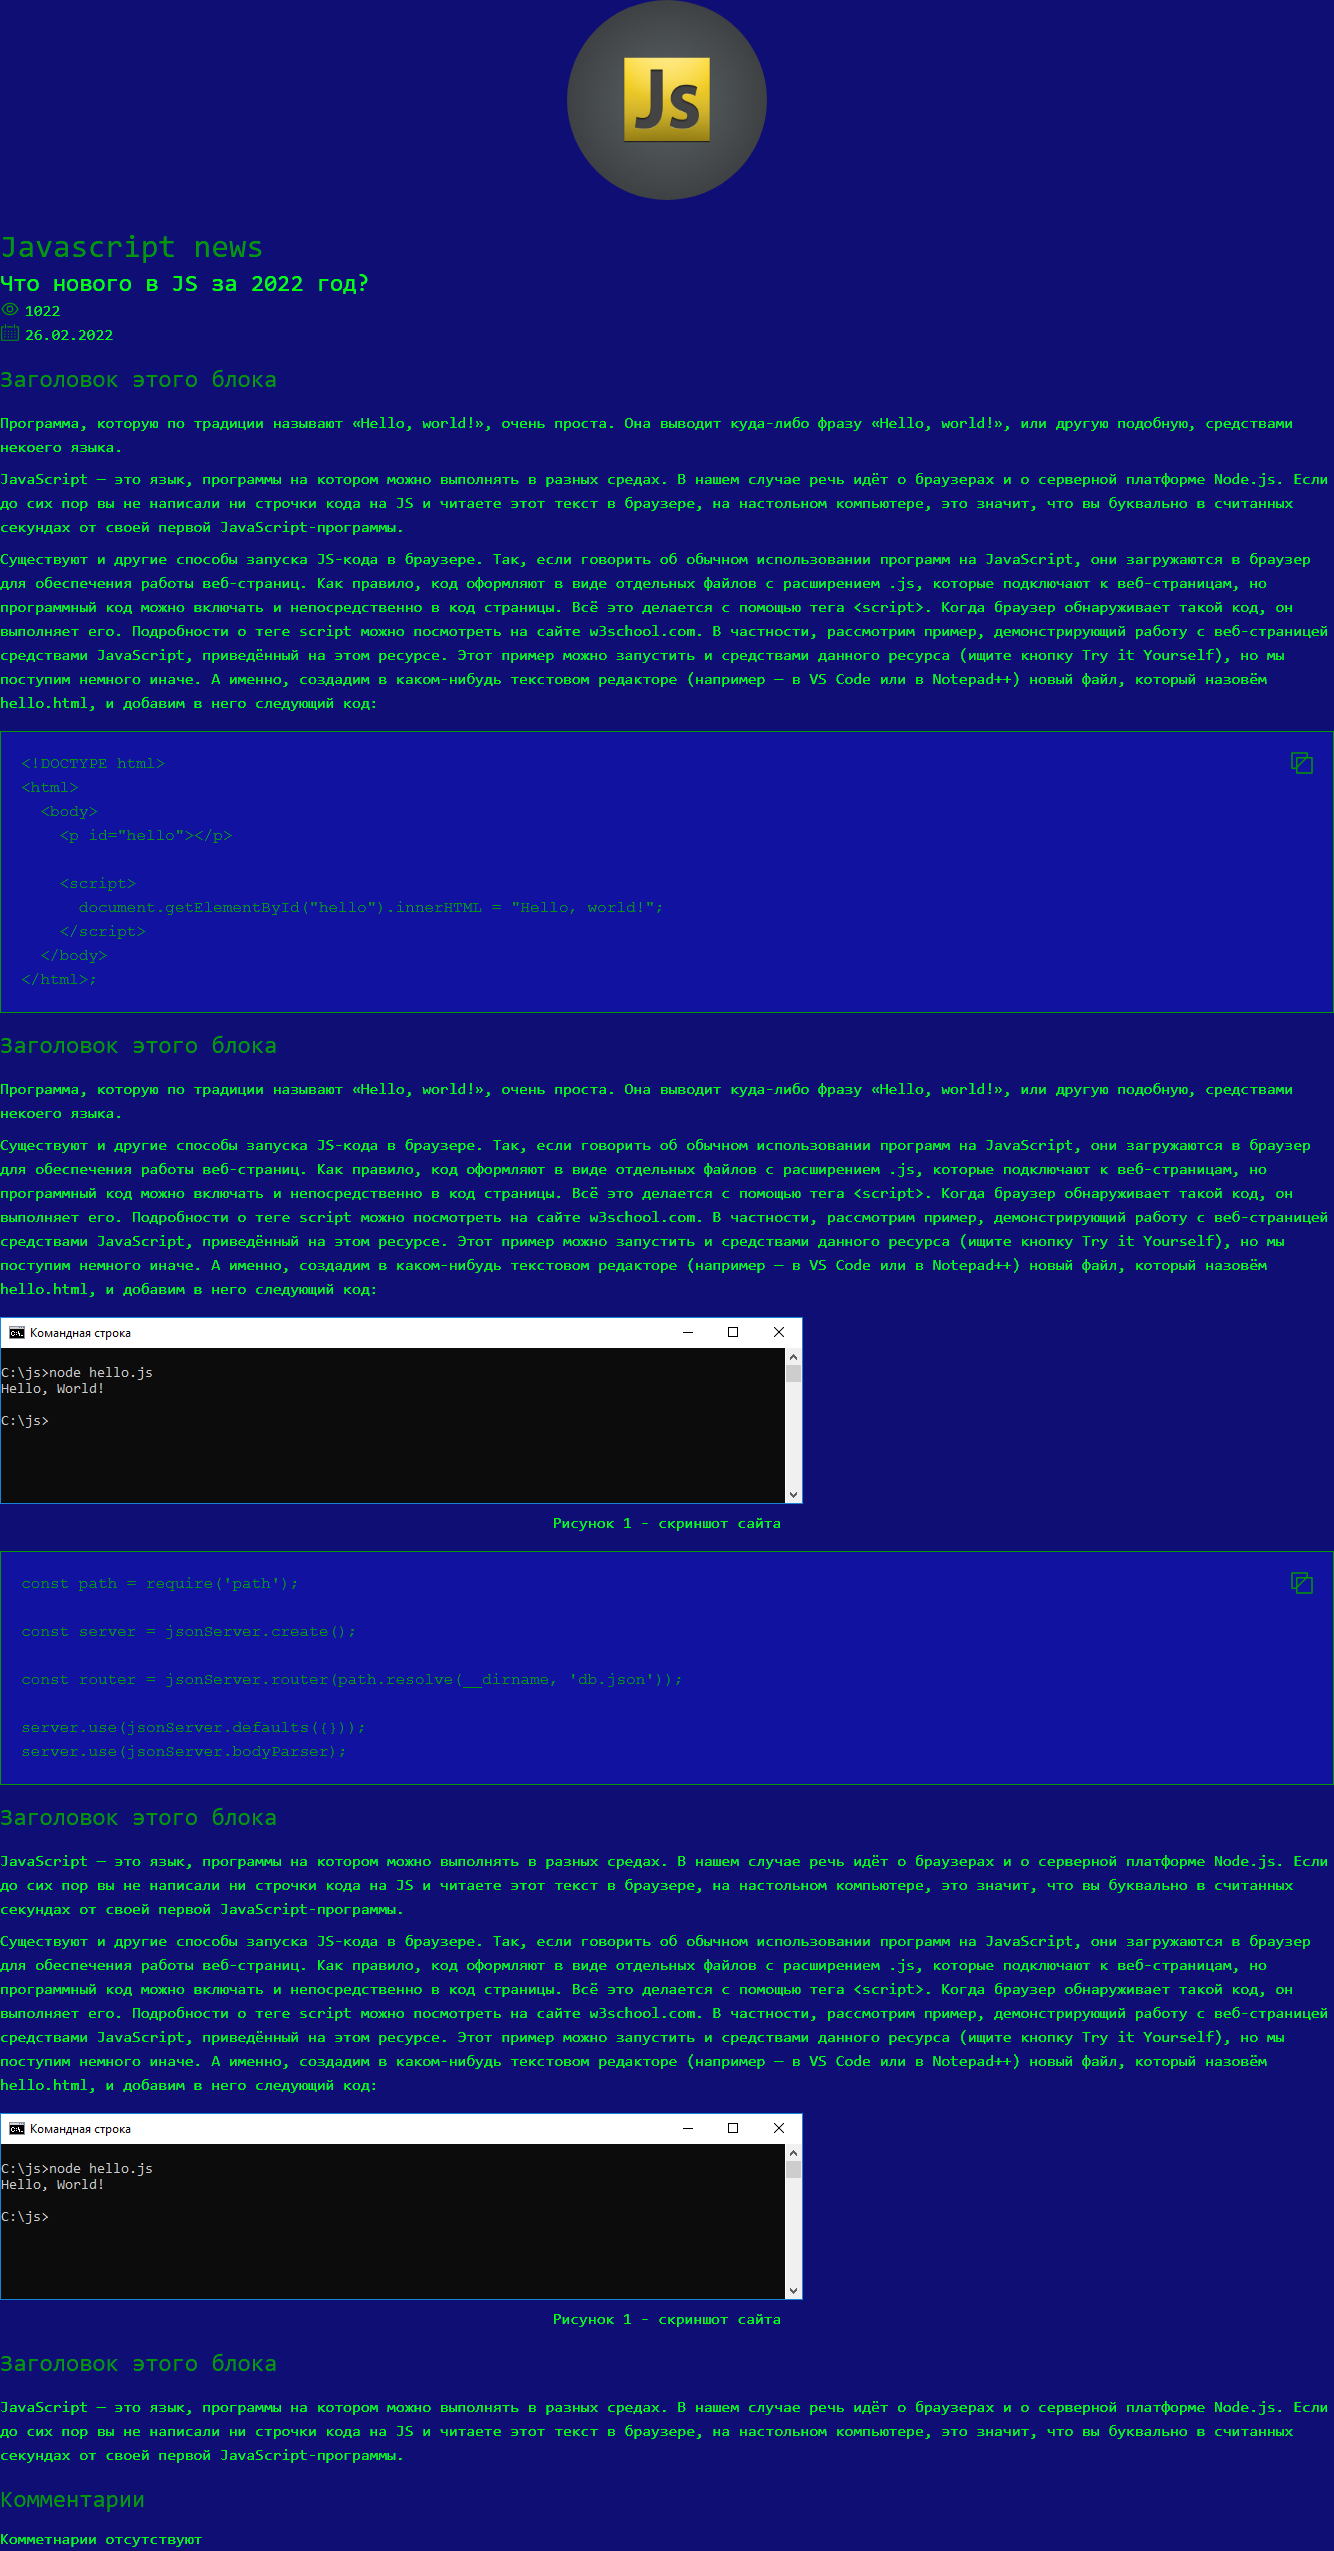 Js
Javascript news
Что нового в JS за 2022 год?
1022
26.02.2022
Заголовок этого блока
Программа, которую по традиции называют «Hello, world!», очень проста. Она выводит куда-либо фразу «Hello, world!», или другую подобную, средствами
некоего языка.
JavaScript — это язык, программы на котором можно выполнять в разных средах. В нашем случае речь идёт о браузерах и о серверной платформе Node.js. Если
до сих пор вы не написали ни строчки кода на JS и читаете этот текст в браузере, на настольном компьютере, это значит, что вы буквально в считанных
секундах от своей первой JavaScript-программы.
Существуют и другие способы запуска JS-кода в браузере. Так, если говорить об обычном использовании программ на JavaScript, они загружаются в браузер
для обеспечения работы веб-страниц. Как правило, код оформляют в виде отдельных файлов с расширением .js, которые подключают к веб-страницам, но
программный код можно включать и непосредственно в код страницы. Всё это делается с помощью тега <script>. Когда браузер обнаруживает такой код, он
выполняет его. Подробности о теге script можно посмотреть на сайте w3school.com. В частности, рассмотрим пример, демонстрирующий работу с веб-страницей
средствами JavaScript, приведённый на этом ресурсе. Этот пример можно запустить и средствами данного ресурса (ищите кнопку Try it Yourself), но мы
поступим немного иначе. А именно, создадим в каком-нибудь текстовом редакторе (например — в VS Code или в Notepad++) новый файл, который назовём
hello.html, и добавим в него следующий код:
<!DOCTYPE html>
<html>
  <body>
    <p id="hello"></p>
    <script>
      document.getElementById("hello").innerHTML = "Hello, world!";
    </script>
  </body>
</html>;
Заголовок этого блока
Программа, которую по традиции называют «Hello, world!», очень проста. Она выводит куда-либо фразу «Hello, world!», или другую подобную, средствами
некоего языка.
Существуют и другие способы запуска JS-кода в браузере. Так, если говорить об обычном использовании программ на JavaScript, они загружаются в браузер
для обеспечения работы веб-страниц. Как правило, код оформляют в виде отдельных файлов с расширением .js, которые подключают к веб-страницам, но
программный код можно включать и непосредственно в код страницы. Всё это делается с помощью тега <script>. Когда браузер обнаруживает такой код, он
выполняет его. Подробности о теге script можно посмотреть на сайте w3school.com. В частности, рассмотрим пример, демонстрирующий работу с веб-страницей
средствами JavaScript, приведённый на этом ресурсе. Этот пример можно запустить и средствами данного ресурса (ищите кнопку Try it Yourself), но мы
поступим немного иначе. А именно, создадим в каком-нибудь текстовом редакторе (например — в VS Code или в Notepad++) новый файл, который назовём
hello.html, и добавим в него следующий код:
Командная строка
C:\js>node hello.js
Hello, World!
C:\js>
Рисунок 1 - скриншот сайта
const path = require('path');
const server = jsonServer.create();
const router = jsonServer.router(path.resolve(__dirname, 'db.json'));
server.use(jsonServer.defaults({}));
server.use(jsonServer.bodyParser);
Заголовок этого блока
JavaScript — это язык, программы на котором можно выполнять в разных средах. В нашем случае речь идёт о браузерах и о серверной платформе Node.js. Если
до сих пор вы не написали ни строчки кода на JS и читаете этот текст в браузере, на настольном компьютере, это значит, что вы буквально в считанных
секундах от своей первой JavaScript-программы.
Существуют и другие способы запуска JS-кода в браузере. Так, если говорить об обычном использовании программ на JavaScript, они загружаются в браузер
для обеспечения работы веб-страниц. Как правило, код оформляют в виде отдельных файлов с расширением .js, которые подключают к веб-страницам, но
программный код можно включать и непосредственно в код страницы. Всё это делается с помощью тега <script>. Когда браузер обнаруживает такой код, он
выполняет его. Подробности о теге script можно посмотреть на сайте w3school.com. В частности, рассмотрим пример, демонстрирующий работу с веб-страницей
средствами JavaScript, приведённый на этом ресурсе. Этот пример можно запустить и средствами данного ресурса (ищите кнопку Try it Yourself), но мы
поступим немного иначе. А именно, создадим в каком-нибудь текстовом редакторе (например — в VS Code или в Notepad++) новый файл, который назовём
hello.html, и добавим в него следующий код:
Командная строка
C:\js>node hello.js
Hello, World!
C:\js>
Рисунок 1 - скриншот сайта
Заголовок этого блока
JavaScript — это язык, программы на котором можно выполнять в разных средах. В нашем случае речь идёт о браузерах и о серверной платформе Node.js. Если
до сих пор вы не написали ни строчки кода на JS и читаете этот текст в браузере, на настольном компьютере, это значит, что вы буквально в считанных
секундах от своей первой JavaScript-программы.
Комментарии
Комметнарии отсутствуют